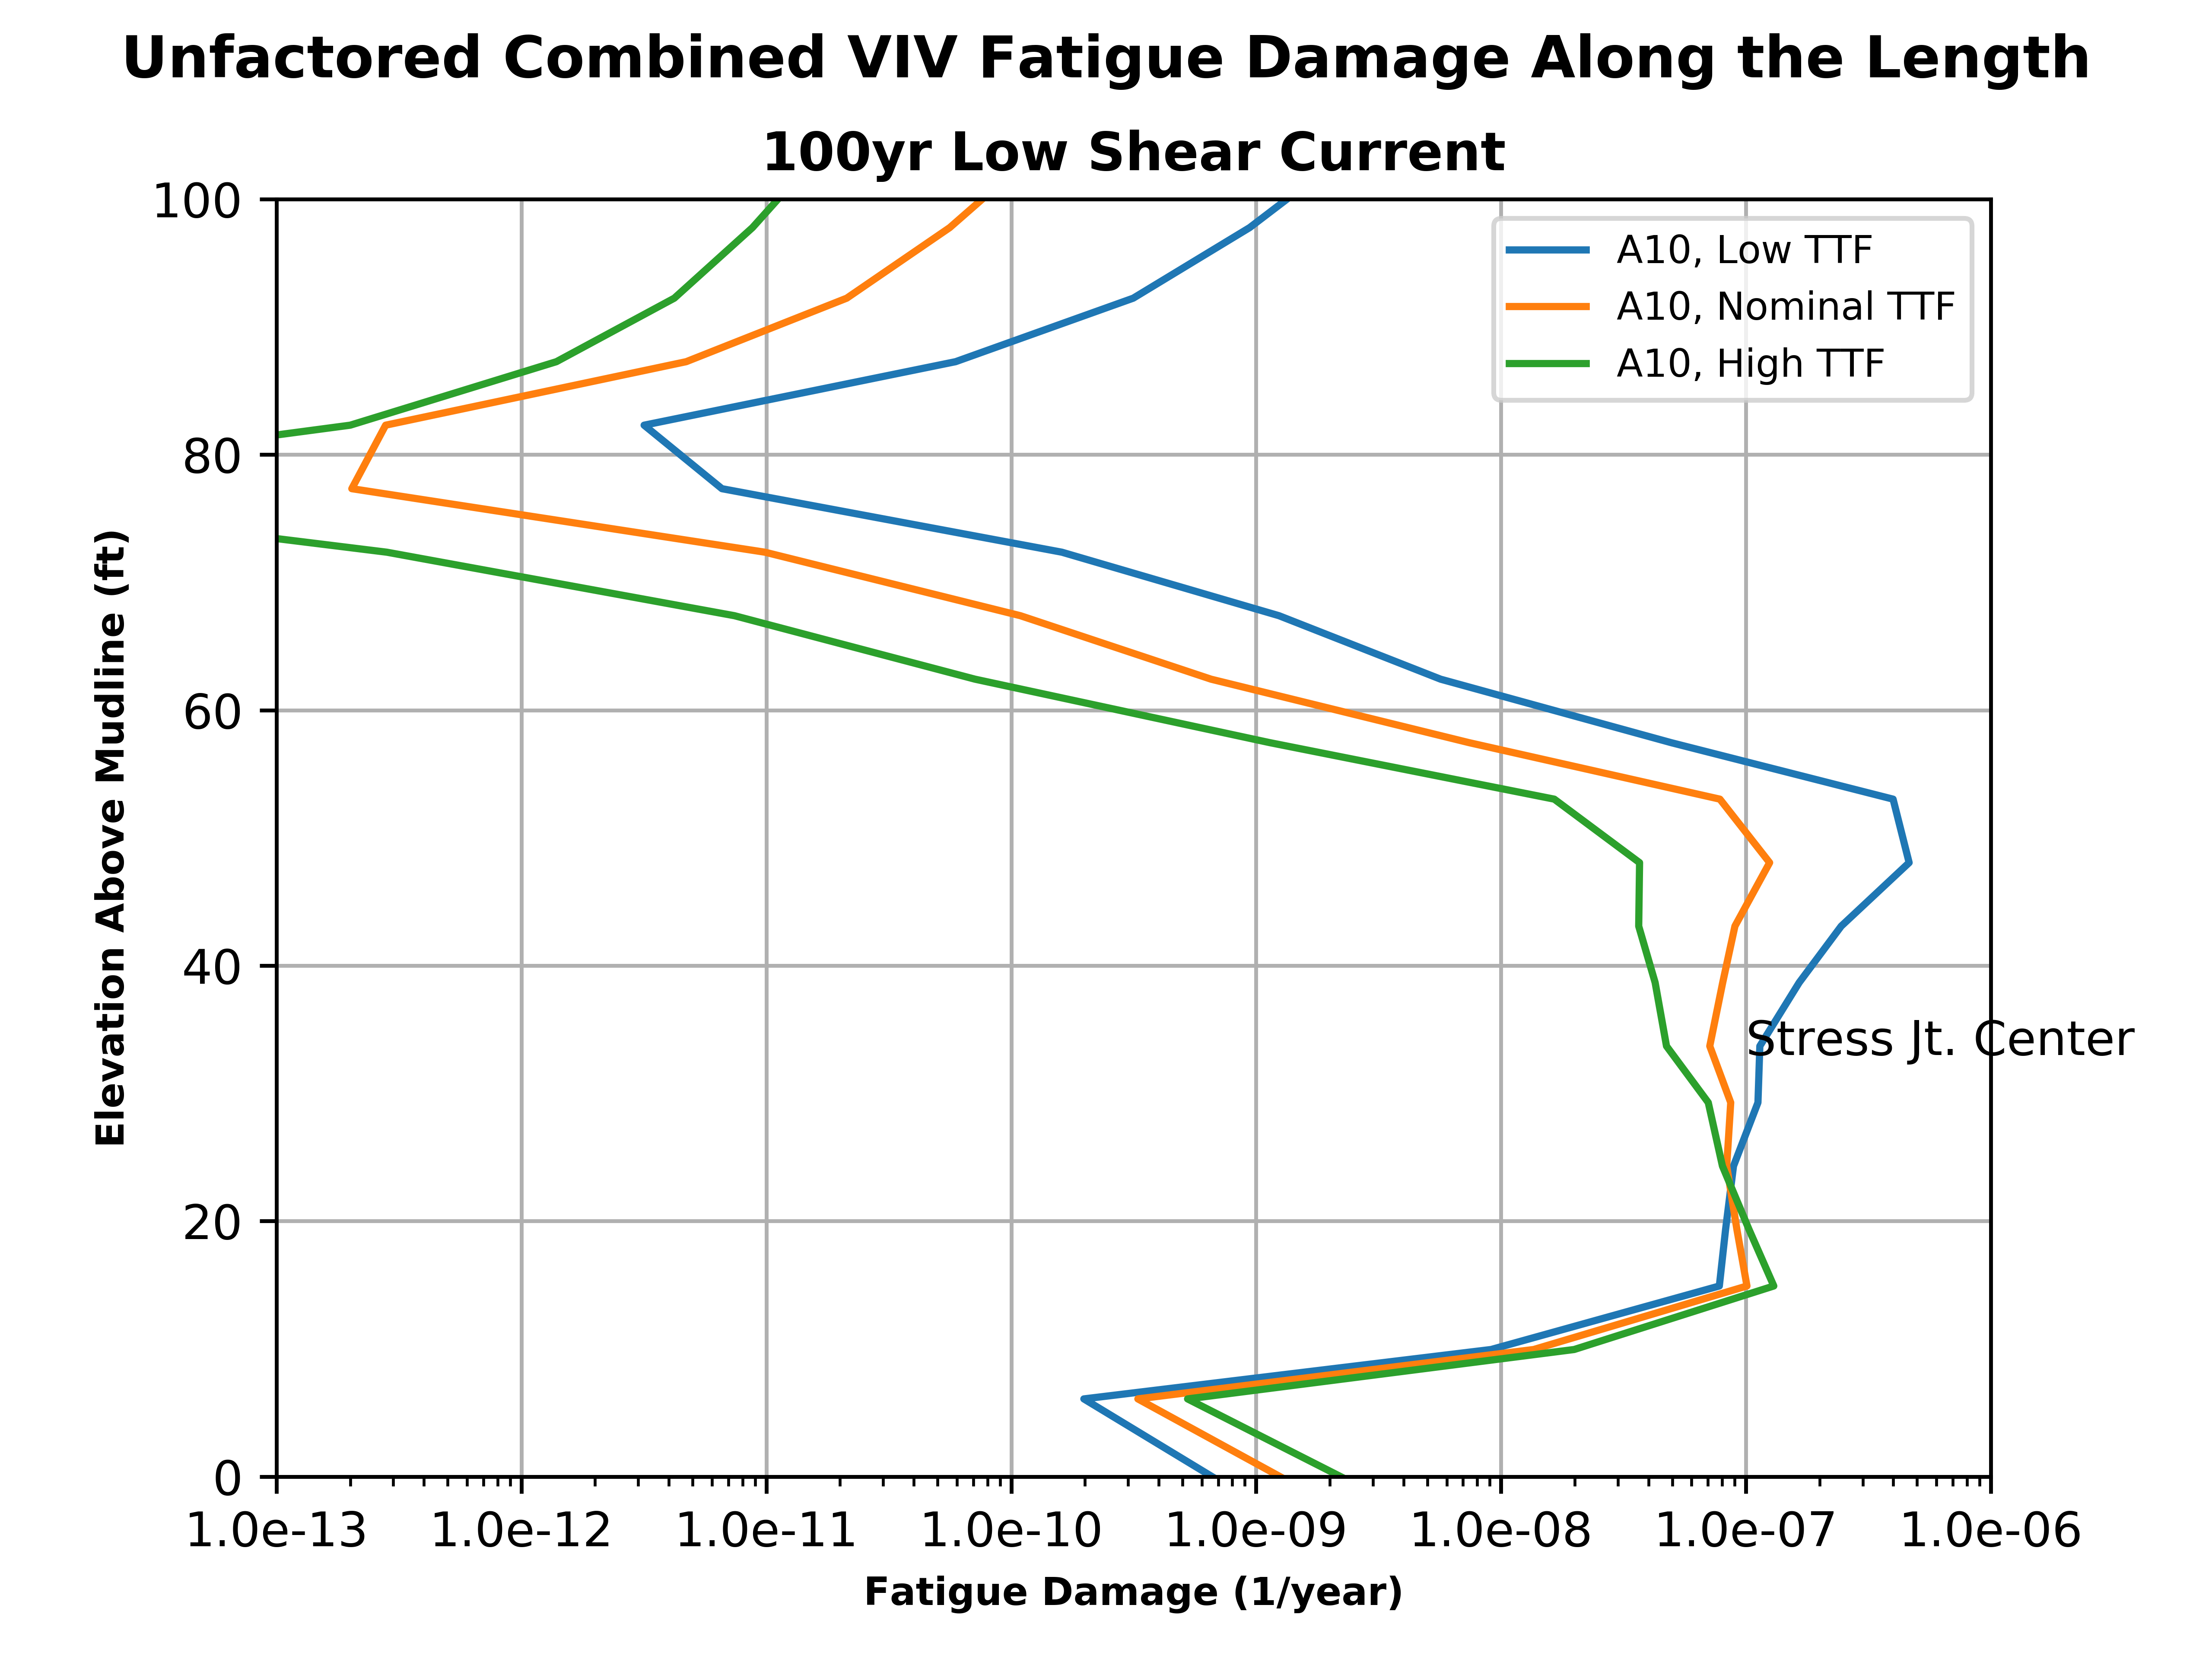 Unfactored Combined VIV Fatigue Damage Along the Length
100yr Low Shear Current
A10, Low TTF
A10, Nominal TTF
A10, High TTF
100
80
60
40
20
0
Elevation Above Mudline (ft)
Stress Jt. Center
1.0e-13 1.0e-12 1.0e-11 1.0e-10 1.0e-09 1.0e-08 1.0e-07 1.0e-06
Fatigue Damage (1/year)